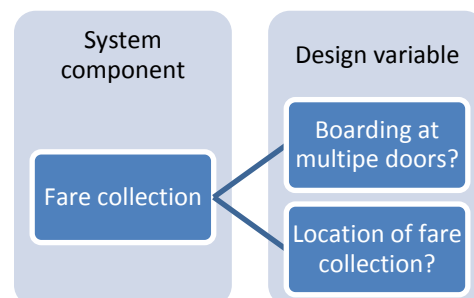 System
component
Fare collection
Design variable
Boarding at
multipe doors?
Location of fare
collection?